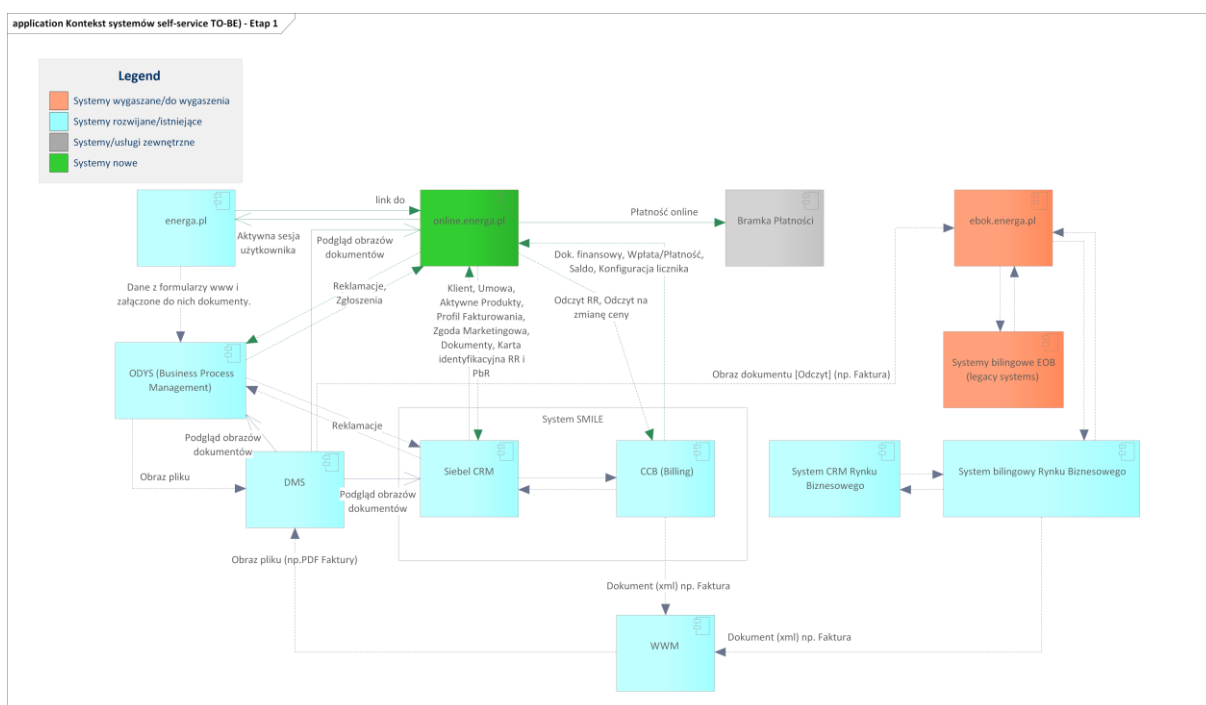 application Kontekst systemów self-service TO-BE) - Etap 1
Legend
Systemy wygaszane/do wygaszenia
Systemy rozwijane/istniejące
Systemy/usługi zewnętrzne
Systemy nowe
energa.pl
link do
Aktywna sesja
użytkownika
Podgląd obrazów
dokumentów
online.energa.pl
Płatność online
Bramka Płatności
ebok.energa.pl
Dane z formularzy www i
załączone do nich dokumenty.
Reklamacje,
Zgłoszenia
Klient, Umowa,
Aktywne Produkty,
Profil Fakturowania,
Zgoda Marketingowa,
Dokumenty, Karta
identyfikacyjna RR i
PbR
Dok. finansowy, Wpłata/Płatność,
Saldo, Konfiguracja licznika
Odczyt RR, Odczyt na
zmianę ceny
ODYS (Business Process
Management)
Systemy bilingowe EOB
(legacy systems)
Obraz dokumentu [Odczyt] (np. Faktura)
System SMILE
Reklamacje
Podgląd obrazów
dokumentów
Obraz pliku
DMS
Podgląd obrazów
dokumentów
Siebel CRM
CCB (Billing)
System CRM Rynku
Biznesowego
System bilingowy Rynku Biznesowego
Obraz pliku (np.PDF Faktury)
Dokument (xml) np. Faktura
WWM
Dokument (xml) np. Faktura